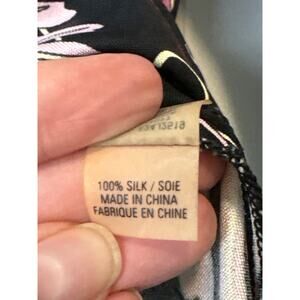 100% SILK / SOIE
MADE IN CHINA
FABRIQUE EN CHINE